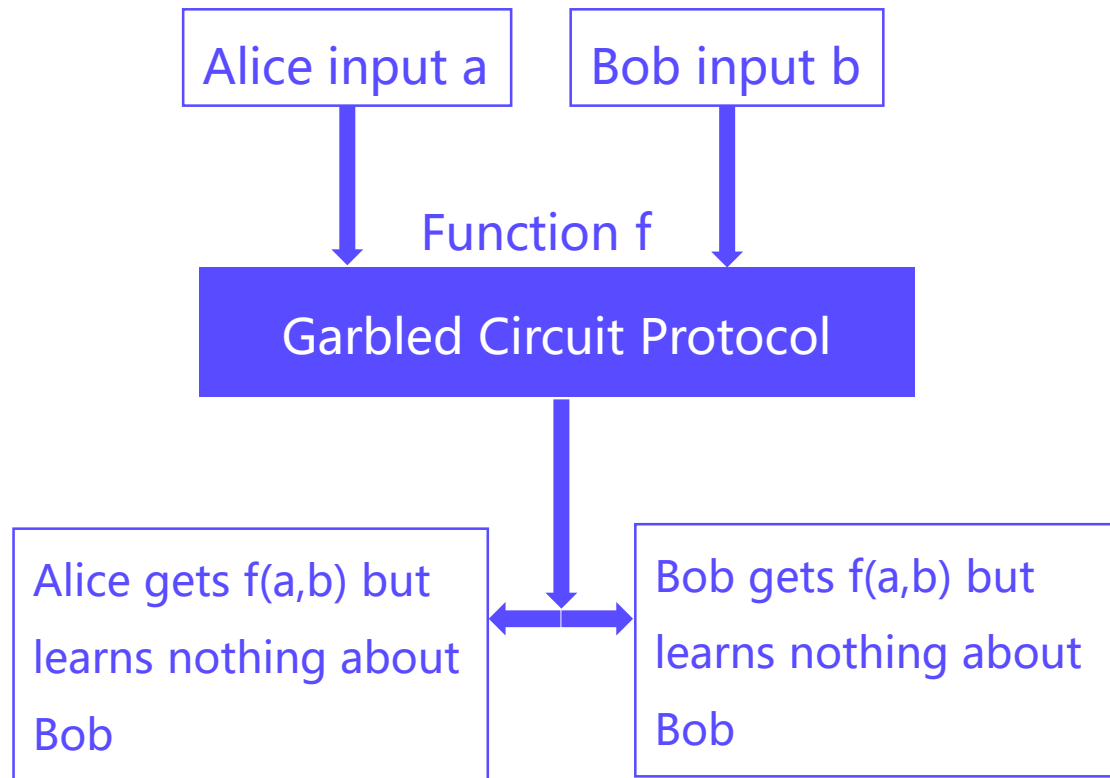 Alice input a
Bob input b
Function f
Garbled Circuit Protocol
Alice gets f(a,b) but
learns nothing about
Bob
Bob gets f(a,b) but
learns nothing about
Bob